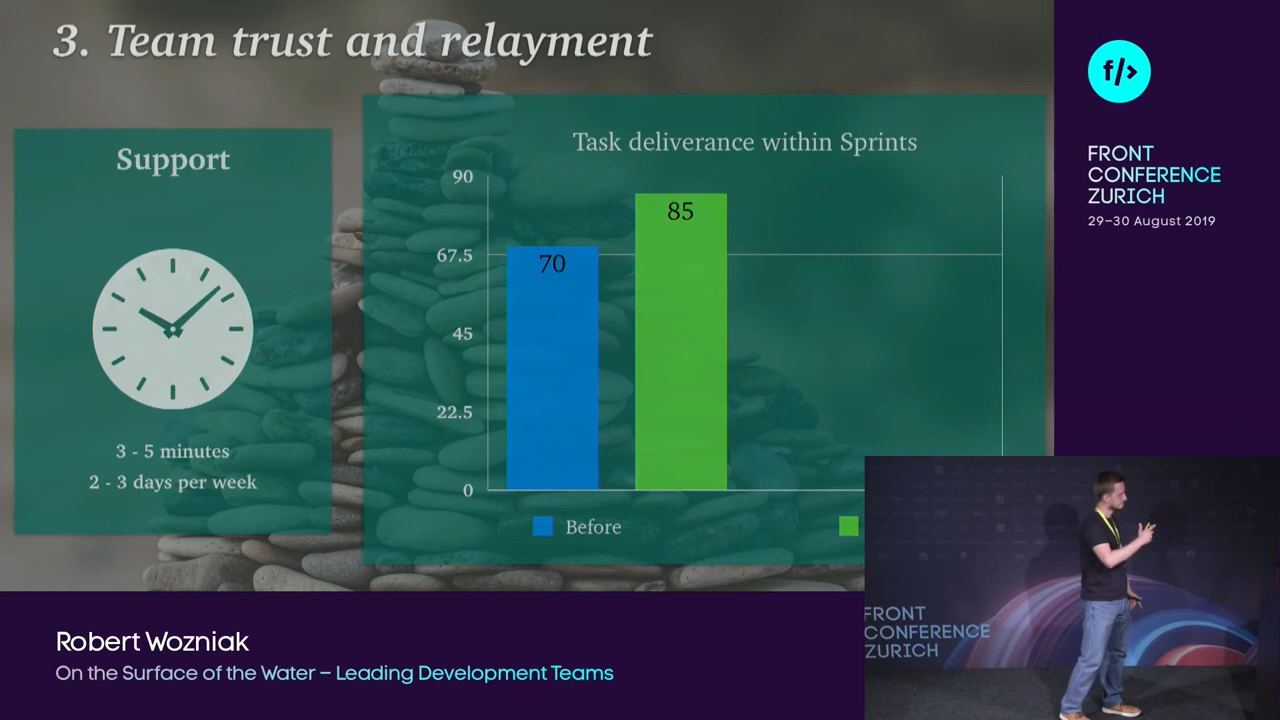 3. Team trust and relayment
Support
3 - 5 minutes
2 - 3 days per week
Task deliverance within Sprints
90
67.5
45
22.5
0
70
85
Before
f/>
FRONT
CONFERENCE
ZURICH
29–30 August 2019
FRONT
CONFERENCE
ZURICH
Robert Wozniak
On the Surface of the Water – Leading Development Teams